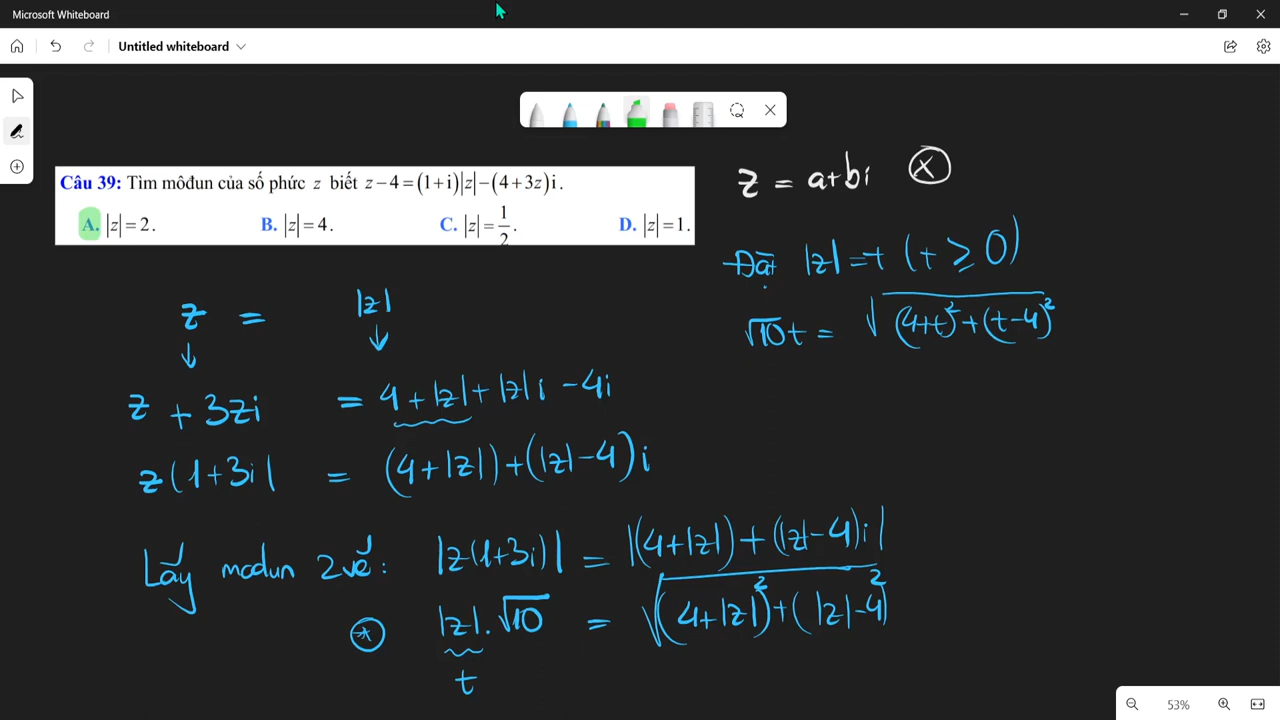 Microsoft Whiteboard
Untitled whiteboard
Câu 39: Tìm môđun của số phức z biết z − 4 = (1 + i)|z| − (4 + 3z)i.
A. |z| = 2. B. |z| = 4. C. |z| = 1/2 D. |z| = 1.
z = a+bi (x)
Đặt |z| = t (t ≥ 0)
√10t = √((4+t)²+(t−4)²)
z = |z|
↓ ↓
z + 3zi = 4 + |z| + |z|i − 4i
z(1+3i) = (4+|z|)+(|z|−4)i
Lấy modun 2 vế: |z(1+3i)| = |(4+|z|) + (|z|−4)i|
(*) |z|.√10 = √((4+|z|)²+(|z|−4)²
t
53%